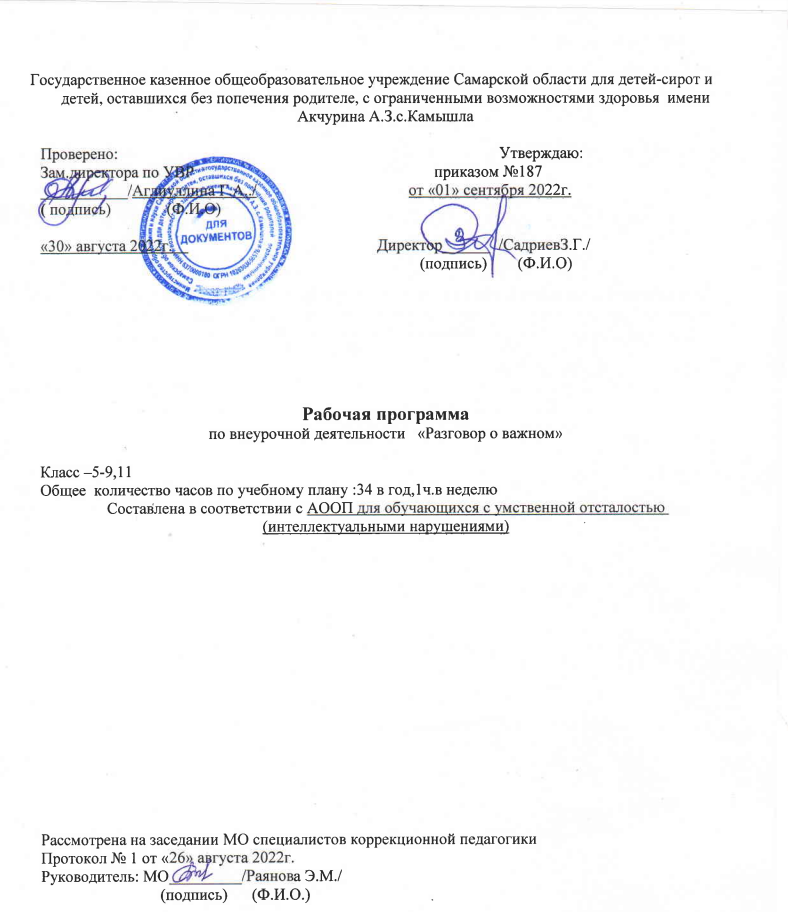 Государственное казенное общеобразовательное учреждение Самарской области для детей-сирот и
детей, оставшихся без попечения родителе, с ограниченными возможностями здоровья имени
Акчурина А.З.с.Камышла
Проверено:
Зам.директора по УВР
___________/Аглиуллина Г.А../
( подпись) (Ф.И.О)
«30» августа 2022г.
ДЛЯ
ДОКУМЕНТОВ
Утверждаю:
приказом №187
от «01» сентября 2022г.
Директор_______/СадриевЗ.Г./
(подпись) (Ф.И.О)
Рабочая программа
по внеурочной деятельности «Разговор о важном»
Класс –5-9,11
Общее количество часов по учебному плану :34 в год,1ч.в неделю
Составлена в соответствии с АООП для обучающихся с умственной отсталостью
(интеллектуальными нарушениями)
Рассмотрена на заседании МО специалистов коррекционной педагогики
Протокол № 1 от «26» августа 2022г.
Руководитель: МО_________/Раянова Э.М./
(подпись) (Ф.И.О.)